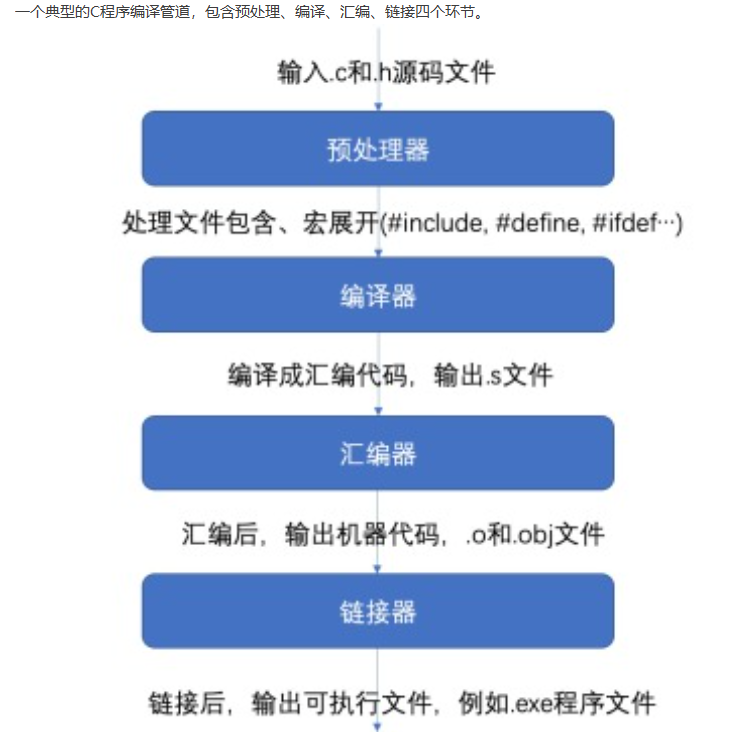 一个典型的C程序编译管道，包含预处理、编译、汇编、链接四个环节。
输入.c和.h源码文件
预处理器
处理文件包含、宏展开(#include, #define, #ifdef···)
编译器
编译成汇编代码，输出.s文件
汇编器
汇编后，输出机器代码，.o和.obj文件
链接器
链接后，输出可执行文件，例如.exe程序文件